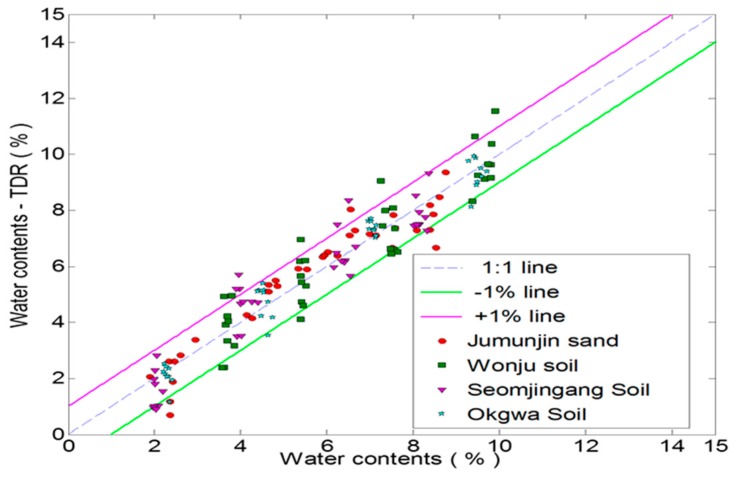 15
14
12
10
8
6
4
2
0
Water contents - TDR ( % )
0 2 4 6 8 10 12 14 15
Water contents ( % )
1:1 line
-1% line
+1% line
Jumunjin sand
Wonju soil
Seomjingang Soil
Okgwa Soil